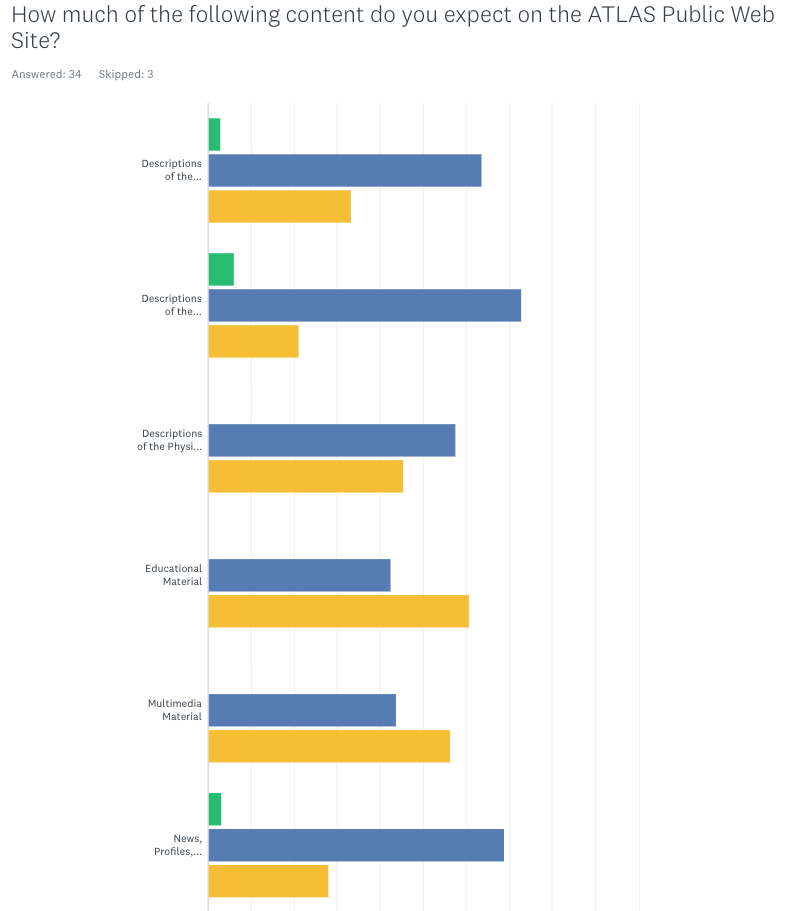 How much of the following content do you expect on the ATLAS Public Web
Site?
Answered: 34 Skipped: 3
Descriptions
of the...
Descriptions
of the...
Descriptions
of the Physi...
Educational
Material
Multimedia
Material
News,
Profiles,...